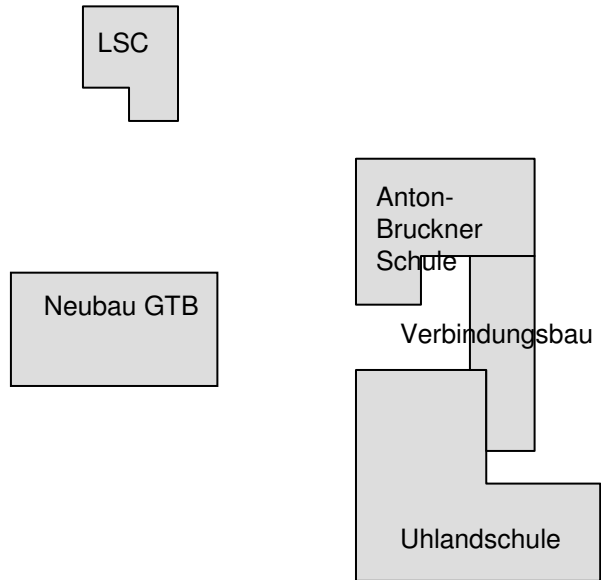 LSC
Anton-
Bruckner
Schule
Neubau GTB
Verbindungsbau
Uhlandschule